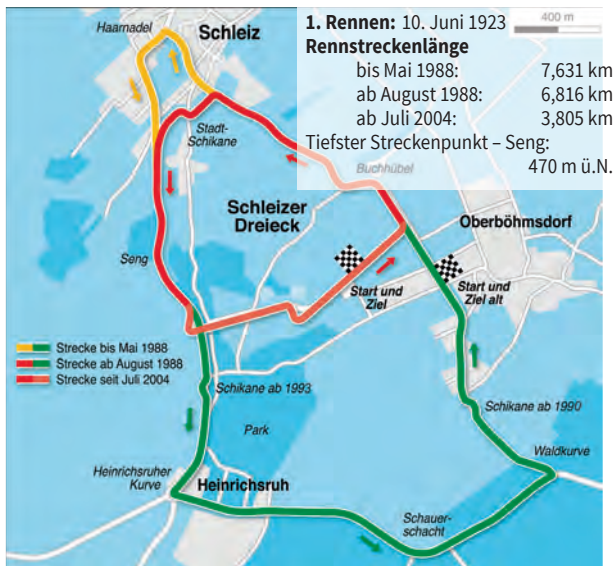 1. Rennen: 10. Juni 1923
400 m
Rennstreckenlänge
bis Mai 1988: 7,631 km
ab August 1988: 6,816 km
ab Juli 2004: 3,805 km
Tiefster Streckenpunkt – Seng:
470 m ü.N.
Haarnadel
Schleiz
Stadt-
Schikane
Buchhübel
Schleizer
Dreieck
Oberböhmsdorf
Seng
Start und
Ziel
Start und
Ziel alt
Strecke bis Mai 1988
Strecke ab August 1988
Strecke seit Juli 2004
Schikane ab 1993
Schikane ab 1990
Park
Waldkurve
Heinrichsruher
Kurve
Heinrichsruh
Schauer-
schacht